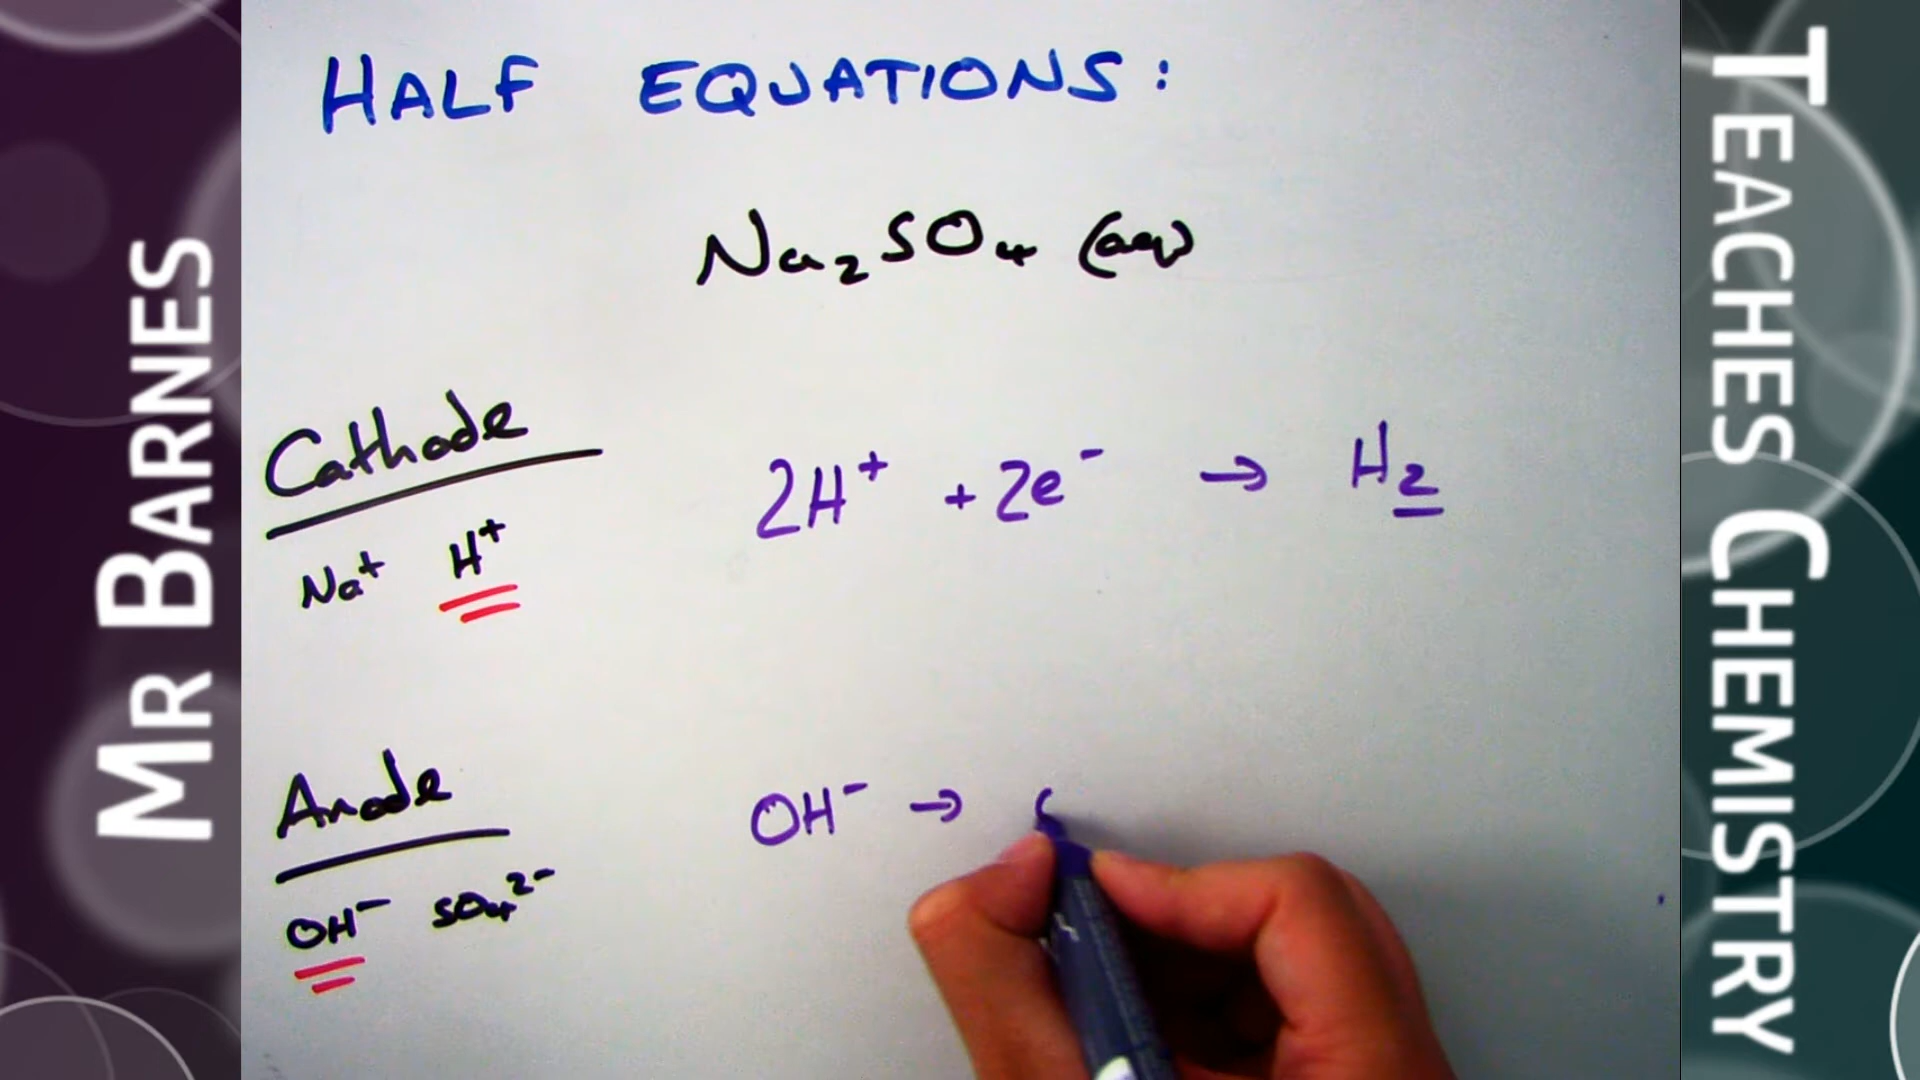 MR BARNES
HALF EQUATIONS:
Na₂SO₄ (aq)
Cathode
2H⁺ + 2e⁻ → H₂
Na⁺ H⁺
Anode
OH⁻ →
OH⁻ SO₄²⁻
TEACHES CHEMISTRY